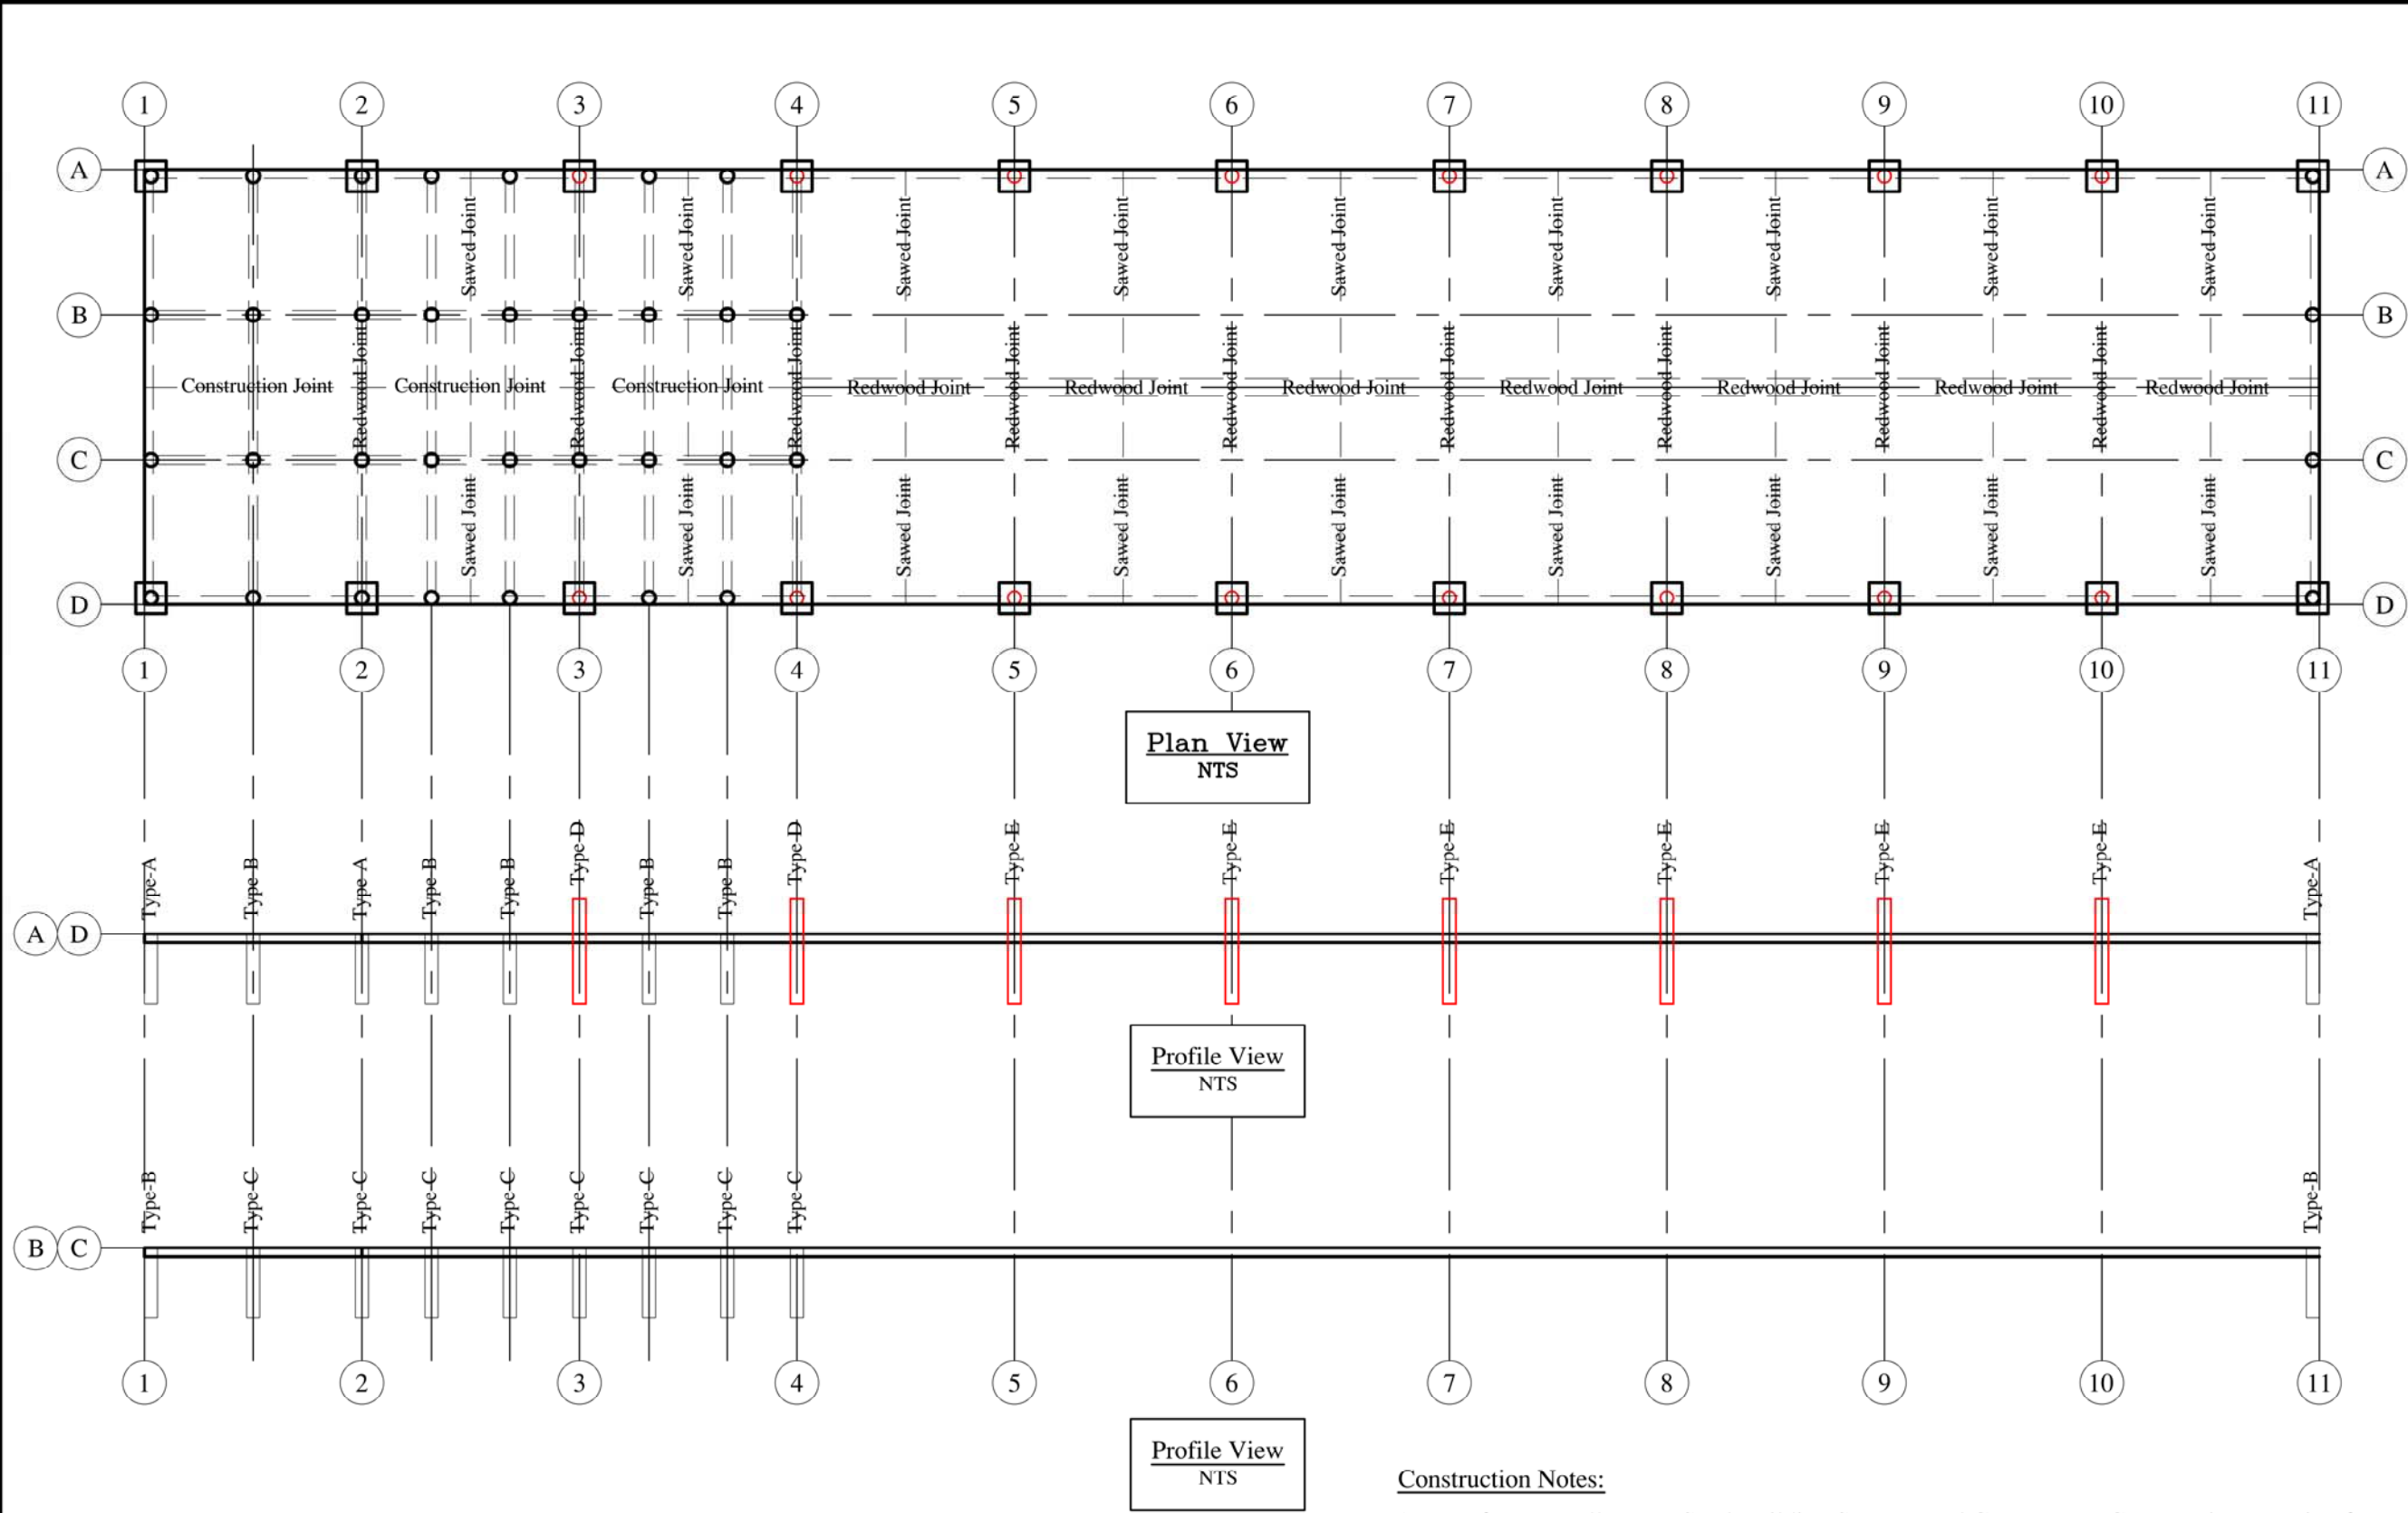 1 2 3 4 5 6 7 8 9 10 11
A A
Sawed Joint Sawed Joint Sawed Joint Sawed Joint Sawed Joint Sawed Joint Sawed Joint Sawed Joint Sawed Joint
B B
Redwood Joint Redwood Joint Redwood Joint Redwood Joint Redwood Joint Redwood Joint Redwood Joint Redwood Joint Redwood Joint
Construction Joint Construction Joint Construction Joint Redwood Joint Redwood Joint Redwood Joint Redwood Joint Redwood Joint Redwood Joint Redwood Joint
C C
Sawed Joint Sawed Joint Sawed Joint Sawed Joint Sawed Joint Sawed Joint Sawed Joint Sawed Joint Sawed Joint
D D
1 2 3 4 5 6 7 8 9 10 11
Plan View
NTS
Type-A Type-B Type-A Type-B Type-B Type-D Type-B Type-B Type-D Type-E Type-E Type-E Type-E Type-E Type-E Type-A
A D
Profile View
NTS
Type-B Type-C Type-C Type-C Type-C Type-C Type-C Type-C Type-C Type-B
B C
1 2 3 4 5 6 7 8 9 10 11
Profile View
NTS
Construction Notes: